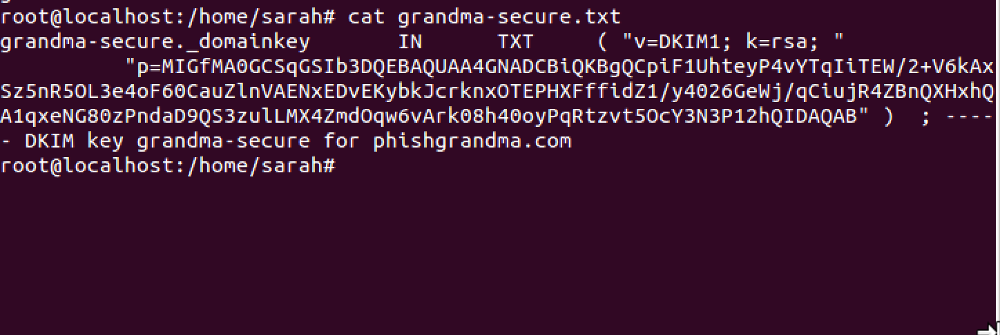 root@localhost:/home/sarah# cat grandma-secure.txt
grandma-secure._domainkey IN TXT ( "v=DKIM1; k=rsa; "
"p=MIGfMA0GCSqGSIb3DQEBAQUAA4GNADCBiQKBgQCpiF1UhteyP4vYTqIiTEW/2+V6kAx
Sz5nR5OL3e4oF60CauZlnVAENxEDvEKybkJcrknxOTEPHXFffidZ1/y4026GeWj/qCiujR4ZBnQXHxhQ
A1qxeNG80zPndaD9QS3zulLMX4ZmdOqw6vArk08h40oyPqRtzvt5OcY3N3P12hQIDAQAB" ) ; ----
- DKIM key grandma-secure for phishgrandma.com
root@localhost:/home/sarah#